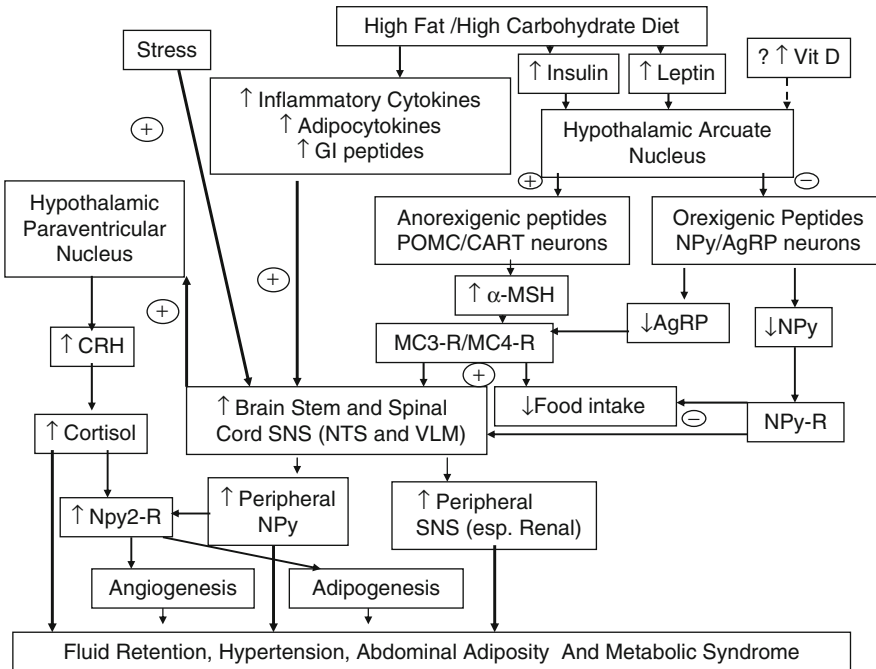 High Fat /High Carbohydrate Diet
Stress
↑ Insulin
↑ Leptin
? ↑ Vit D
↑ Inflammatory Cytokines
↑ Adipocytokines
↑ GI peptides
+
Hypothalamic Arcuate
Nucleus
+
−
Hypothalamic
Paraventricular
Nucleus
Anorexigenic peptides
POMC/CART neurons
Orexigenic Peptides
NPy/AgRP neurons
+
+
↑ α-MSH
↓AgRP
↓NPy
↑ CRH
MC3-R/MC4-R
+
↑ Brain Stem and Spinal
Cord SNS (NTS and VLM)
↓Food intake
−
NPy-R
↑ Cortisol
↑ Npy2-R
↑ Peripheral
NPy
↑ Peripheral
SNS (esp. Renal)
Angiogenesis
Adipogenesis
Fluid Retention, Hypertension, Abdominal Adiposity And Metabolic Syndrome